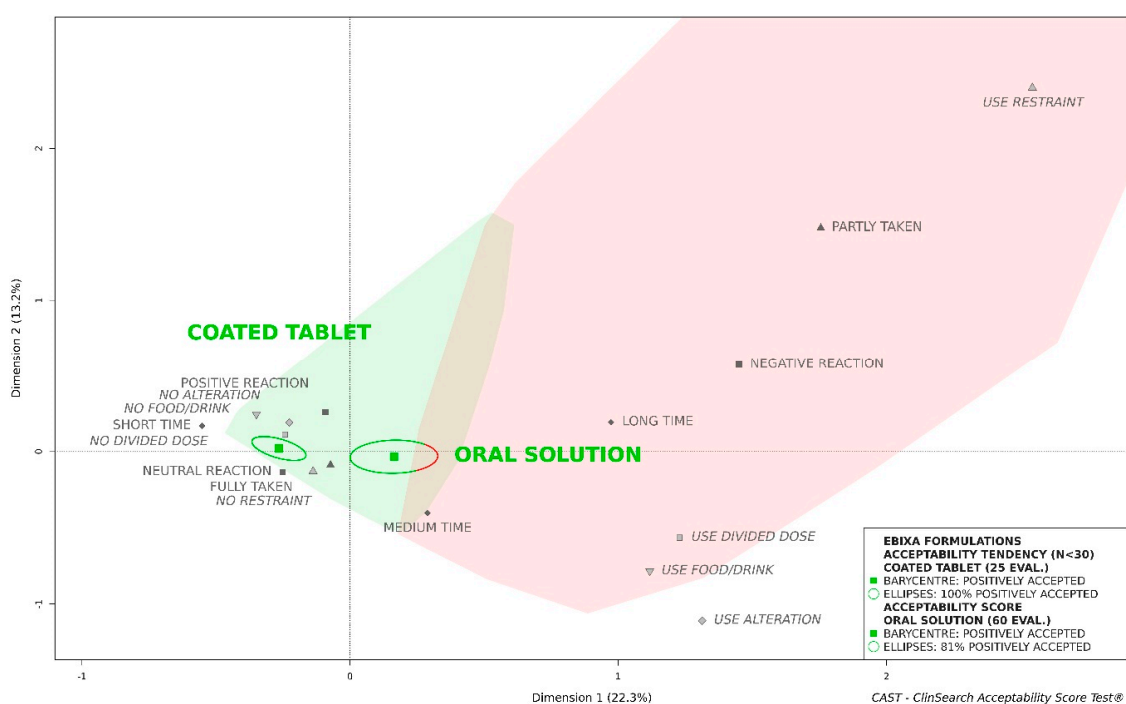 2
1
0
-1
Dimension 2 (13.2%)
USE RESTRAINT
PARTLY TAKEN
COATED TABLET
NEGATIVE REACTION
POSITIVE REACTION
NO ALTERATION
NO FOOD/DRINK
SHORT TIME
LONG TIME
NO DIVIDED DOSE
ORAL SOLUTION
NEUTRAL REACTION
FULLY TAKEN
NO RESTRAINT
MEDIUM TIME
USE DIVIDED DOSE
USE FOOD/DRINK
USE ALTERATION
EBIXA FORMULATIONS
ACCEPTABILITY TENDENCY (N<30)
COATED TABLET (25 EVAL.)
BARYCENTRE: POSITIVELY ACCEPTED
ELLIPSES: 100% POSITIVELY ACCEPTED
ACCEPTABILITY SCORE
ORAL SOLUTION (60 EVAL.)
BARYCENTRE: POSITIVELY ACCEPTED
ELLIPSES: 81% POSITIVELY ACCEPTED
-1
0
1
2
Dimension 1 (22.3%)
CAST - ClinSearch Acceptability Score Test®